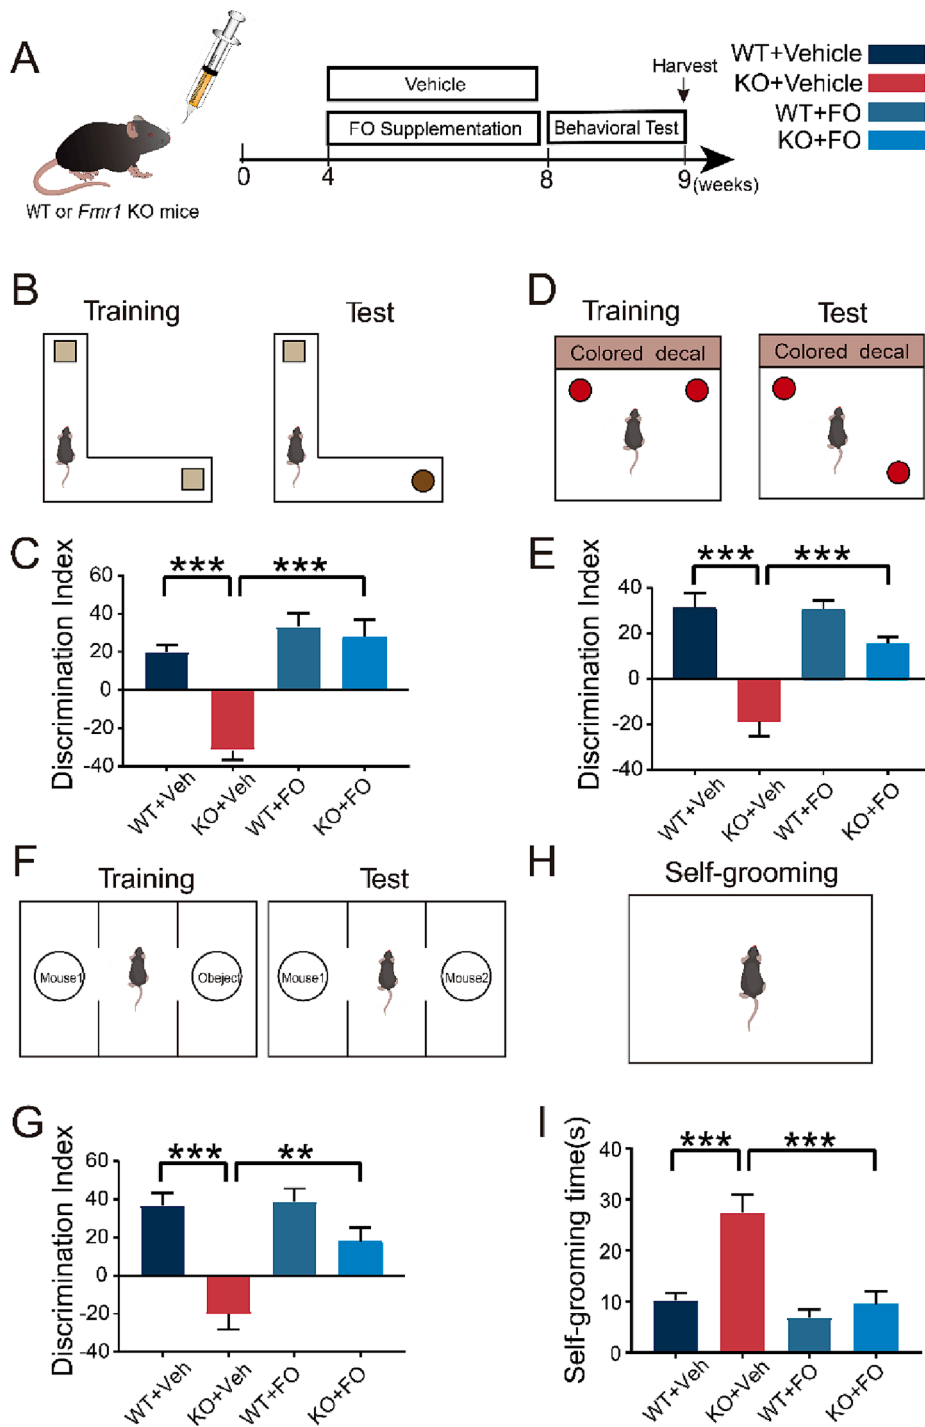 A
WT or Fmr1 KO mice
Vehicle
FO Supplementation
Behavioral Test
Harvest
0
4
8
9 (weeks)
WT+Vehicle
KO+Vehicle
WT+FO
KO+FO
B
Training
Test
D
Training
Test
Colored decal
Colored decal
C
Discrimination Index
60
40
20
0
-20
-40
***
***
WT+Veh
KO+Veh
WT+FO
KO+FO
E
Discrimination Index
40
20
0
-20
-40
***
***
WT+Veh
KO+Veh
WT+FO
KO+FO
F
Training
Test
Mouse1
Obeject
Mouse1
Mouse2
H
Self-grooming
G
Discrimination Index
60
40
20
0
-20
-40
***
**
WT+Veh
KO+Veh
WT+FO
KO+FO
I
Self-grooming time(s)
40
30
20
10
0
***
***
WT+Veh
KO+Veh
WT+FO
KO+FO